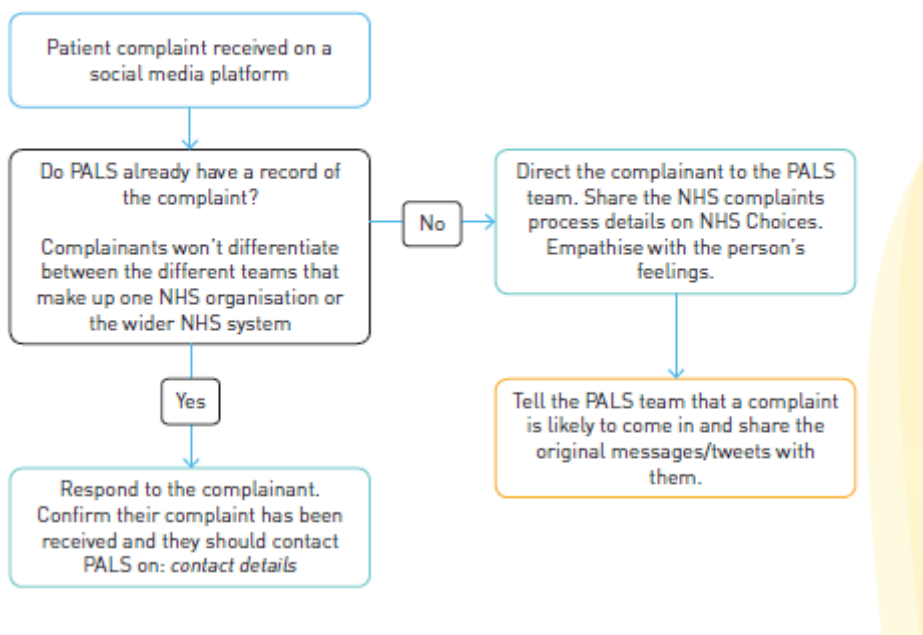 Patient complaint received on a
social media platform
Do PALS already have a record of
the complaint?
Complainants won't differentiate
between the different teams that
make up one NHS organisation or
the wider NHS system
No
Direct the complainant to the PALS
team. Share the NHS complaints
process details on NHS Choices.
Empathise with the person's
feelings.
Tell the PALS team that a complaint
is likely to come in and share the
original messages/tweets with
them.
Yes
Respond to the complainant.
Confirm their complaint has been
received and they should contact
PALS on: contact details